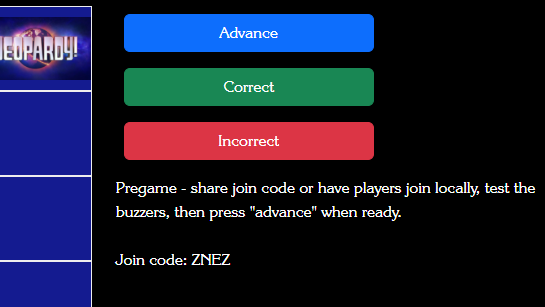 JEOPARDY!
Advance
Correct
Incorrect
Pregame - share join code or have players join locally, test the
buzzers, then press "advance" when ready.
Join code: ZNEZ